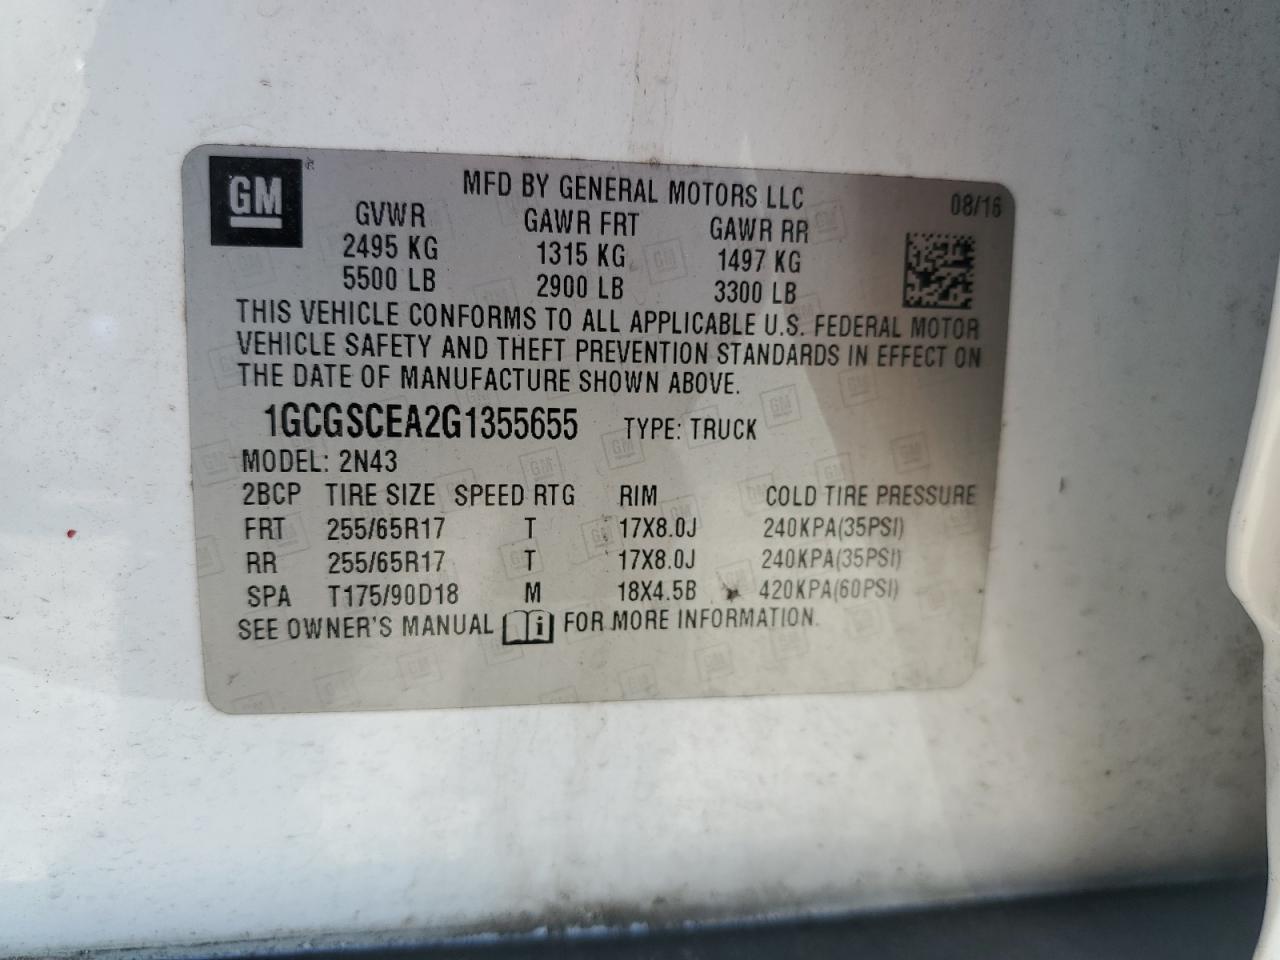 GM
MFD BY GENERAL MOTORS LLC 08/16
GVWR GAWR FRT GAWR RR
2495 KG 1315 KG 1497 KG
5500 LB 2900 LB 3300 LB
THIS VEHICLE CONFORMS TO ALL APPLICABLE U.S. FEDERAL MOTOR
VEHICLE SAFETY AND THEFT PREVENTION STANDARDS IN EFFECT ON
THE DATE OF MANUFACTURE SHOWN ABOVE.
1GCGSCEA2G1355655 TYPE: TRUCK
MODEL: 2N43
2BCP TIRE SIZE SPEED RTG RIM COLD TIRE PRESSURE
FRT 255/65R17 T 17X8.0J 240KPA(35PSI)
RR 255/65R17 T 17X8.0J 240KPA(35PSI)
SPA T175/90D18 M 18X4.5B 420KPA(60PSI)
SEE OWNER'S MANUAL i FOR MORE INFORMATION.